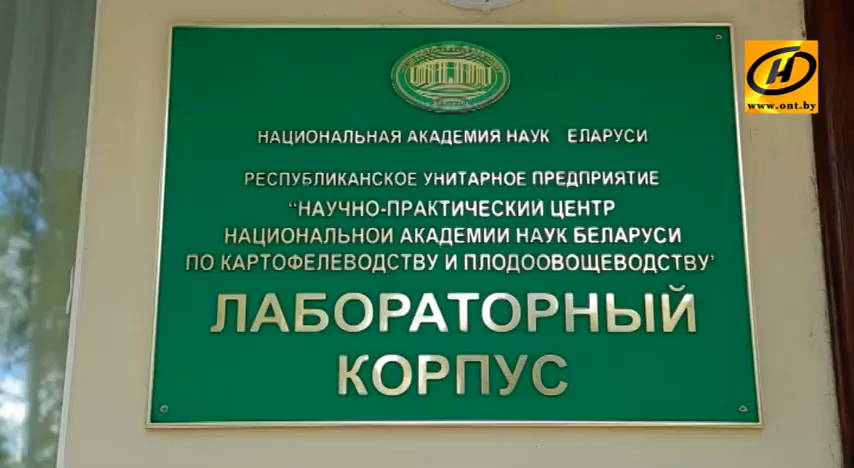 НАЦИОНАЛЬНАЯ АКАДЕМИЯ НАУК ЕЛАРУСИ
РЕСПУБЛИКАНСКОЕ УНИТАРНОЕ ПРЕДПРИЯТИЕ
"НАУЧНО-ПРАКТИЧЕСКИЙ ЦЕНТР
НАЦИОНАЛЬНОИ АКАДЕМИИ НАУК БЕЛАРУСИ
ПО КАРТОФЕЛЕВОДСТВУ И ПЛОДООВОЩЕВОДСТВУ'
ЛАБОРАТОРНЫЙ
КОРПУС
www.ont.by